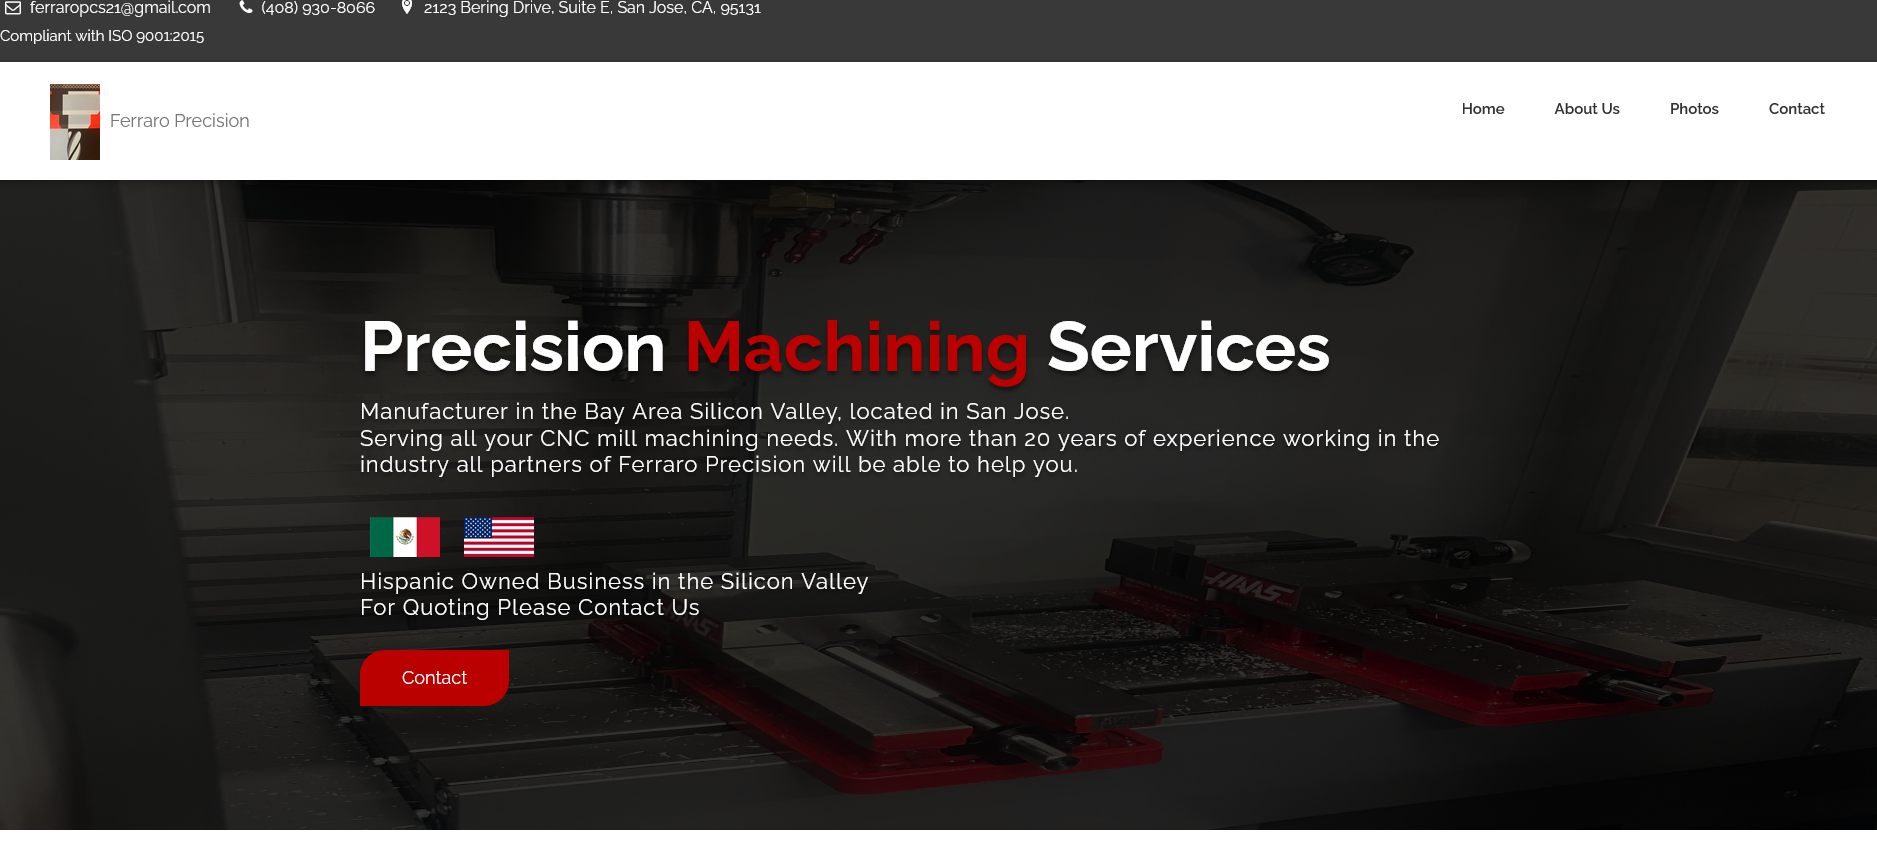 ferraropcs21@gmail.com (408) 930-8066 2123 Bering Drive, Suite E, San Jose, CA, 95131
Compliant with ISO 9001:2015
Ferraro Precision
Home About Us Photos Contact
Precision Machining Services
Manufacturer in the Bay Area Silicon Valley, located in San Jose.
Serving all your CNC mill machining needs. With more than 20 years of experience working in the
industry all partners of Ferraro Precision will be able to help you.
Hispanic Owned Business in the Silicon Valley
For Quoting Please Contact Us
HAAS
Contact